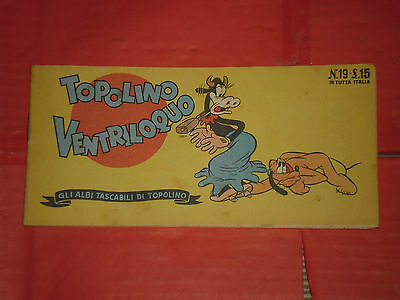 TOPOLINO
VENTRILOQUO
N.19 £.15
IN TUTTA ITALIA
GLI ALBI TASCABILI DI TOPOLINO